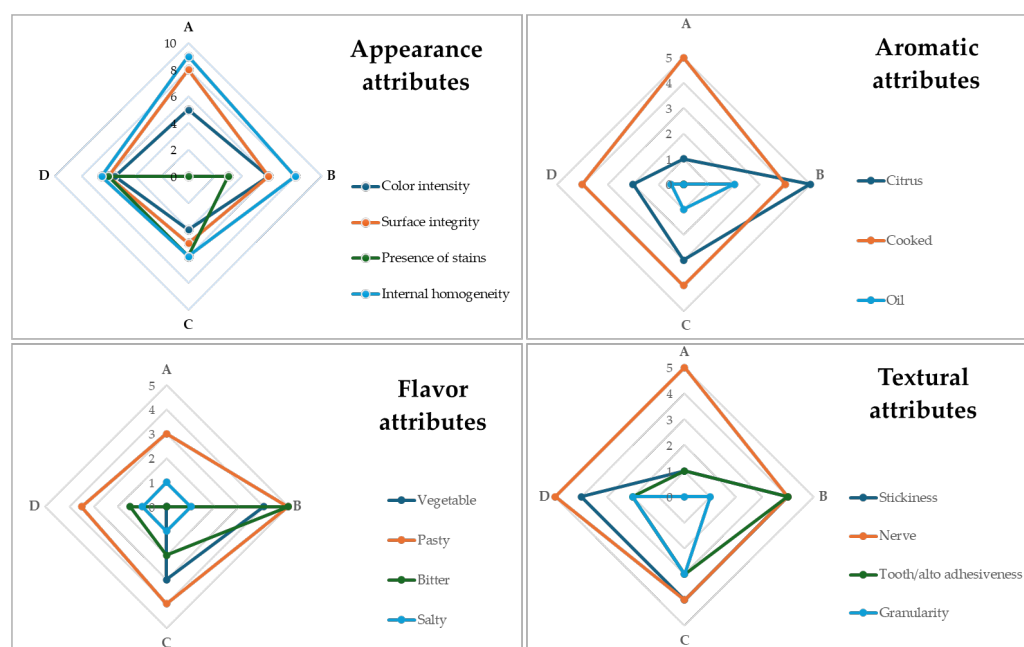 A
10
8
6
4
2
0
D
B
C
Appearance
attributes
Color intensity
Surface integrity
Presence of stains
Internal homogeneity
A
5
4
3
2
1
0
D
B
C
Aromatic
attributes
Citrus
Cooked
Oil
A
5
4
3
2
1
0
D
B
C
Flavor
attributes
Vegetable
Pasty
Bitter
Salty
A
5
4
3
2
1
0
D
B
C
Textural
attributes
Stickiness
Nerve
Tooth/alto adhesiveness
Granularity